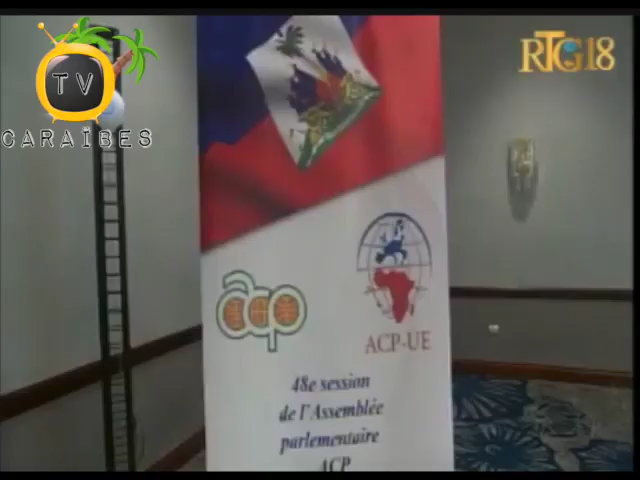 TV
CARAÏBES
RTG18
acp
ACP-UE
48e session
de l'Assemblée
parlementaire
ACP